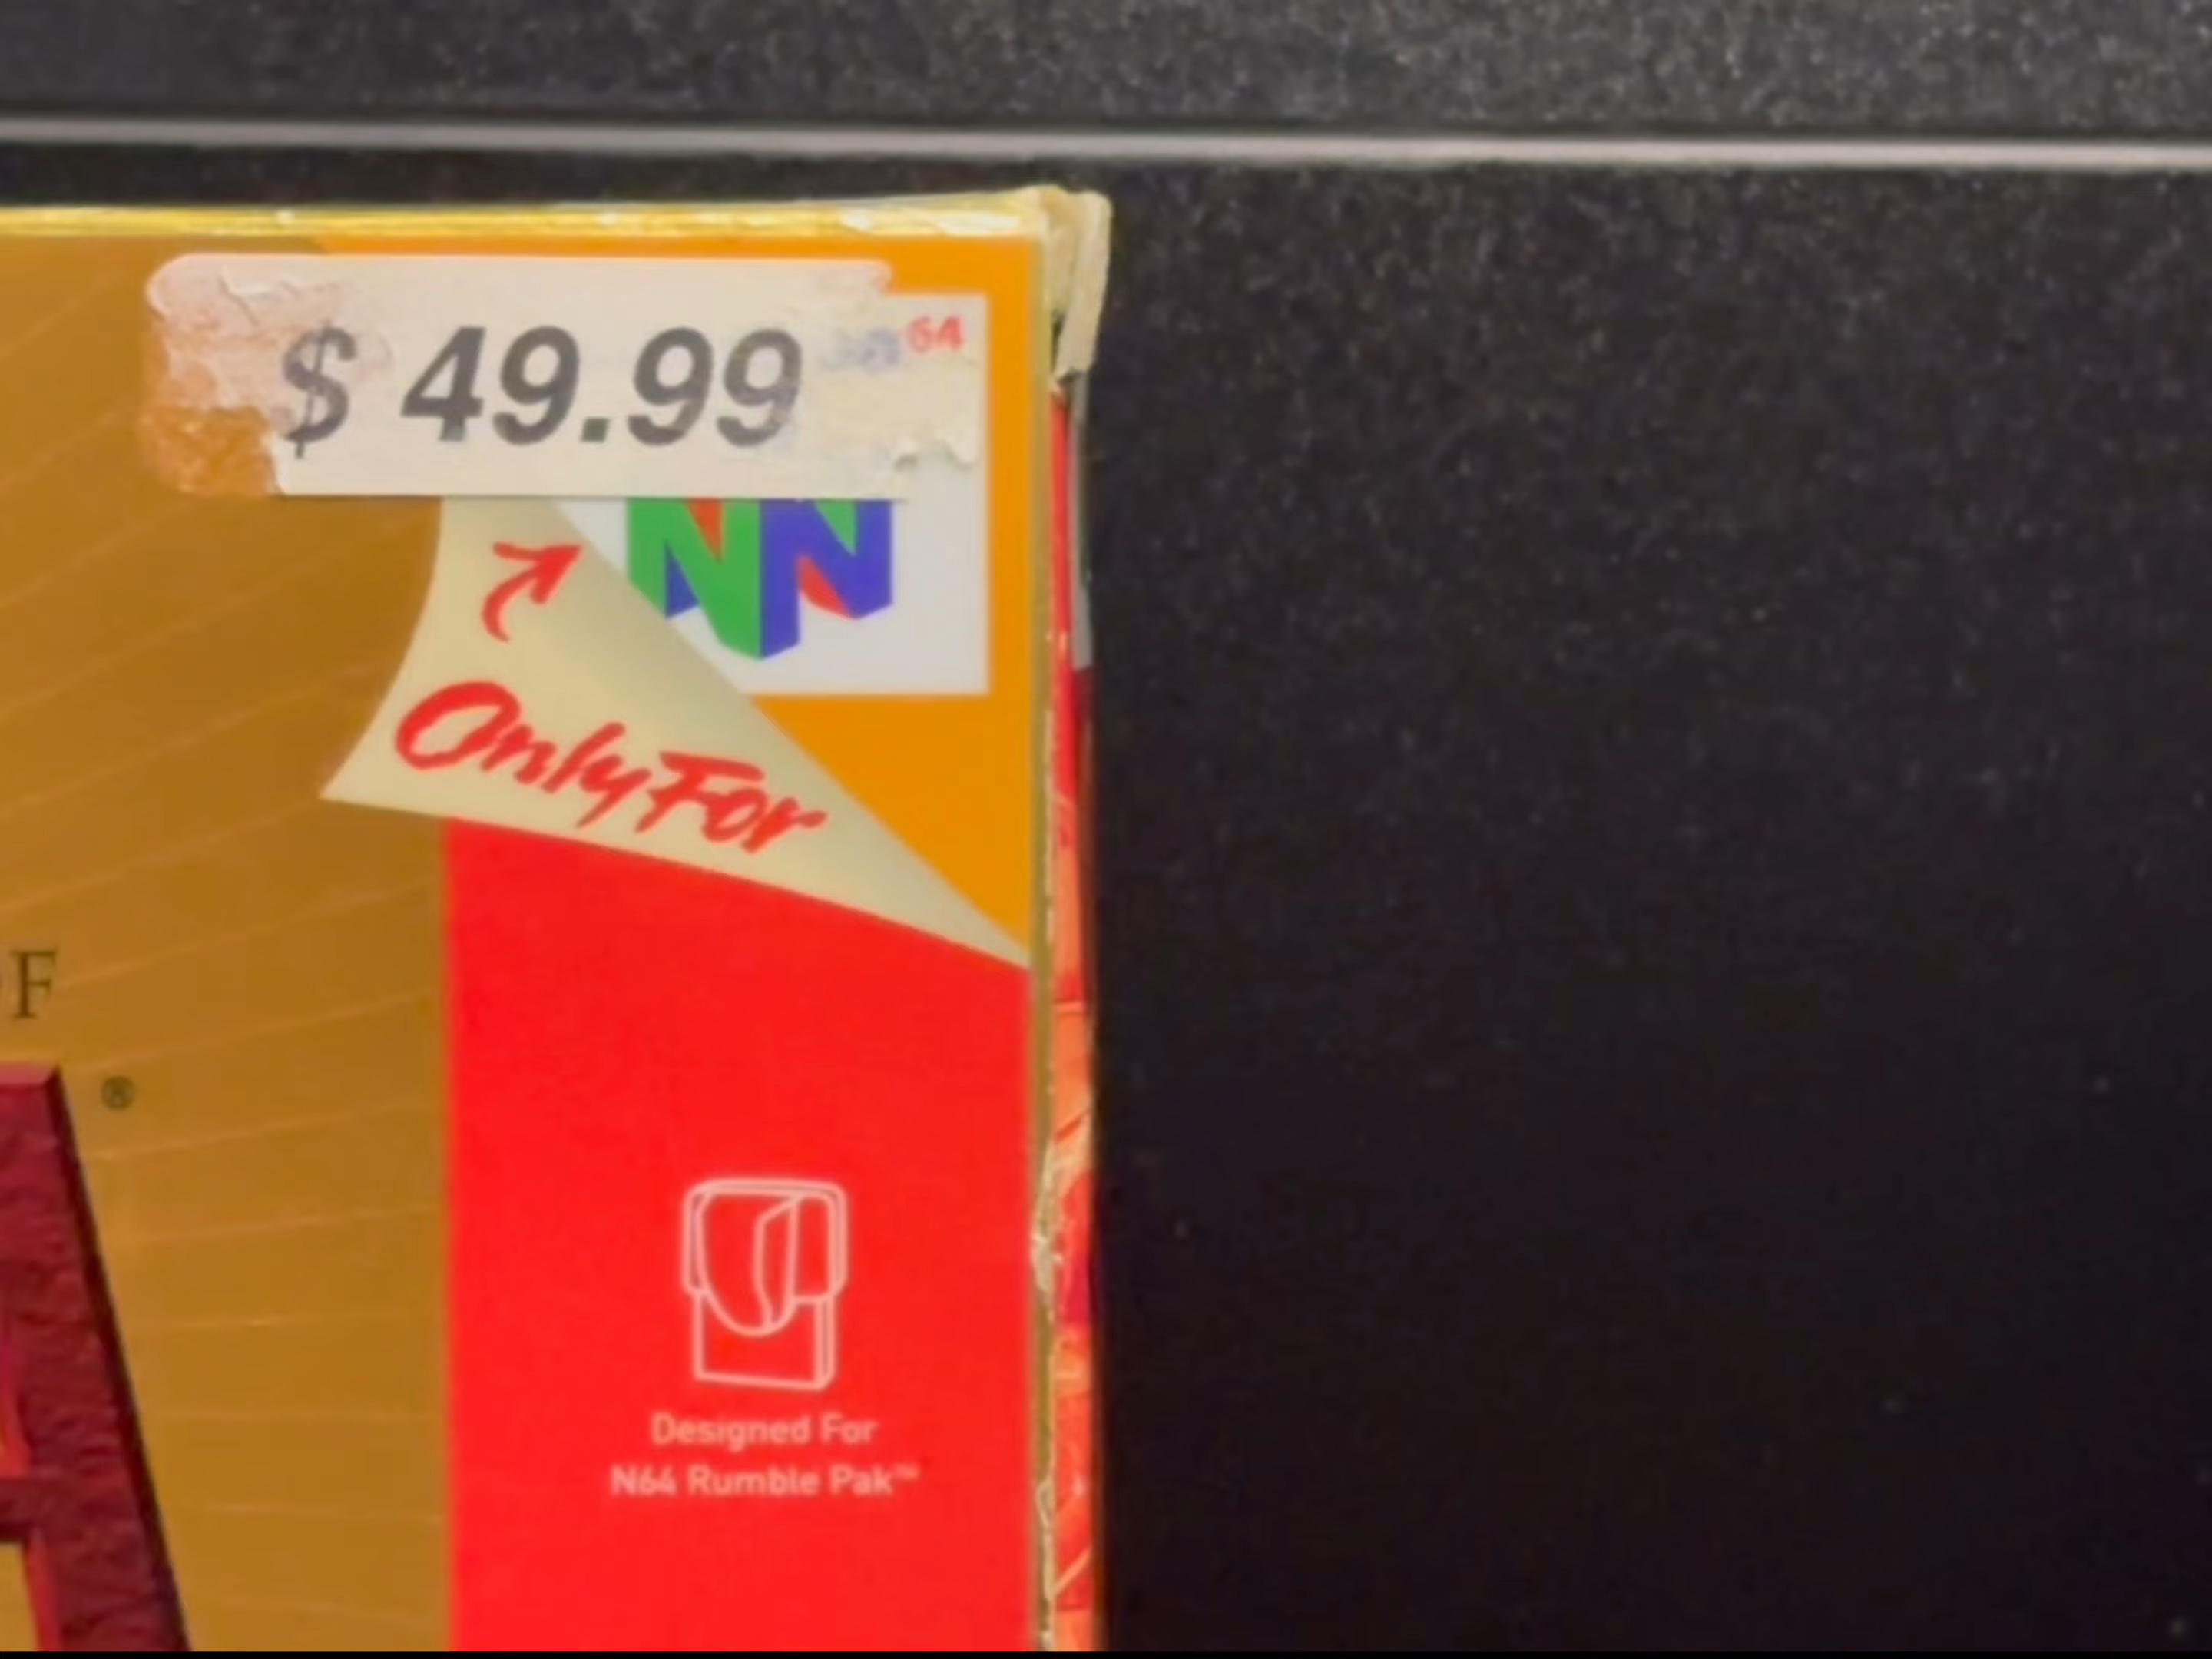 $ 49.99
64
Only For
OF
®
Designed For
N64 Rumble Pak™